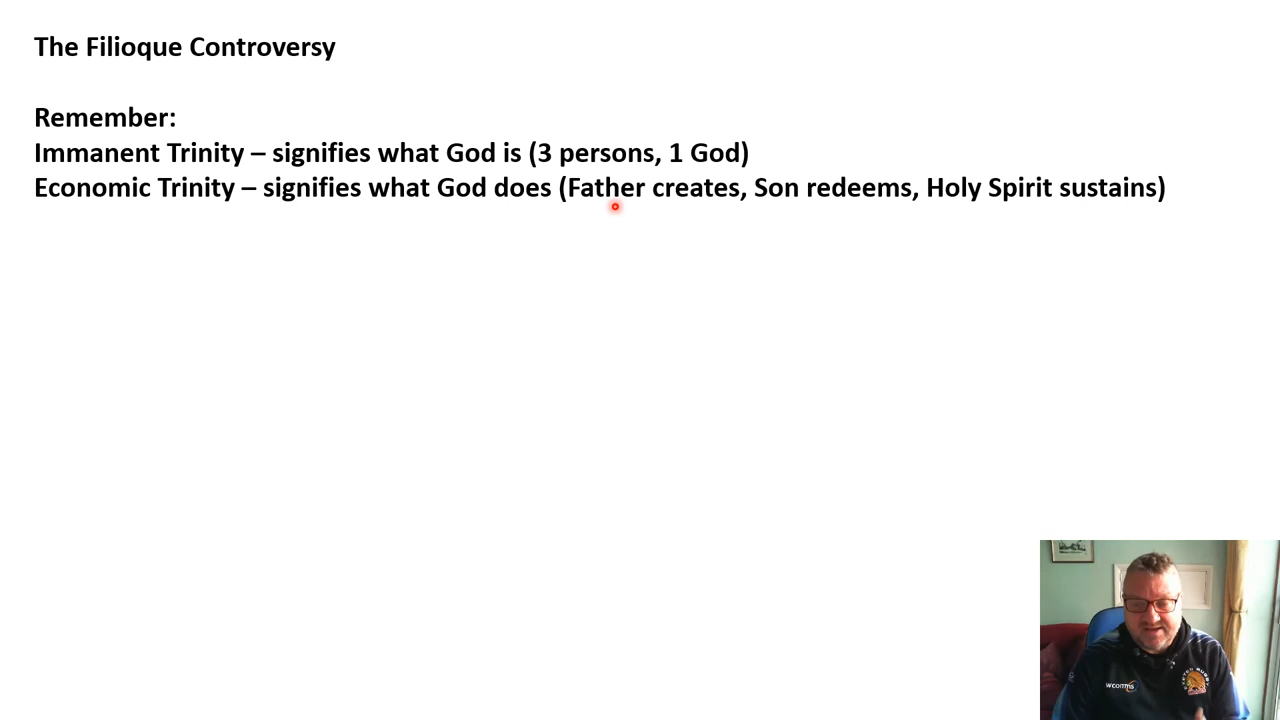 The Filioque Controversy
Remember:
Immanent Trinity – signifies what God is (3 persons, 1 God)
Economic Trinity – signifies what God does (Father creates, Son redeems, Holy Spirit sustains)
wcomms